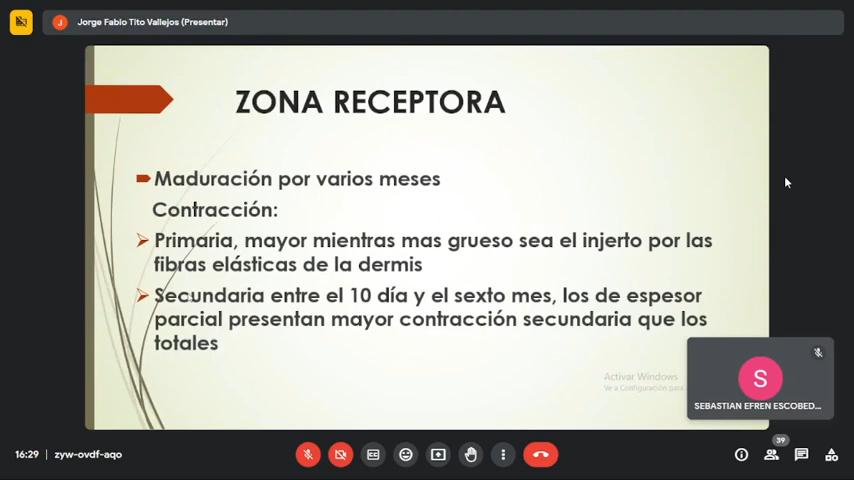 Jorge Fabio Tito Vallejos (Presentar)
ZONA RECEPTORA
Maduración por varios meses
Contracción:
Primaria, mayor mientras mas grueso sea el injerto por las
fibras elásticas de la dermis
Secundaria entre el 10 día y el sexto mes, los de espesor
parcial presentan mayor contracción secundaria que los
totales
Activar Windows
Ve a Configuración para
S
SEBASTIAN EFREN ESCOBED...
16:29 | zyw-ovdf-aqo
39